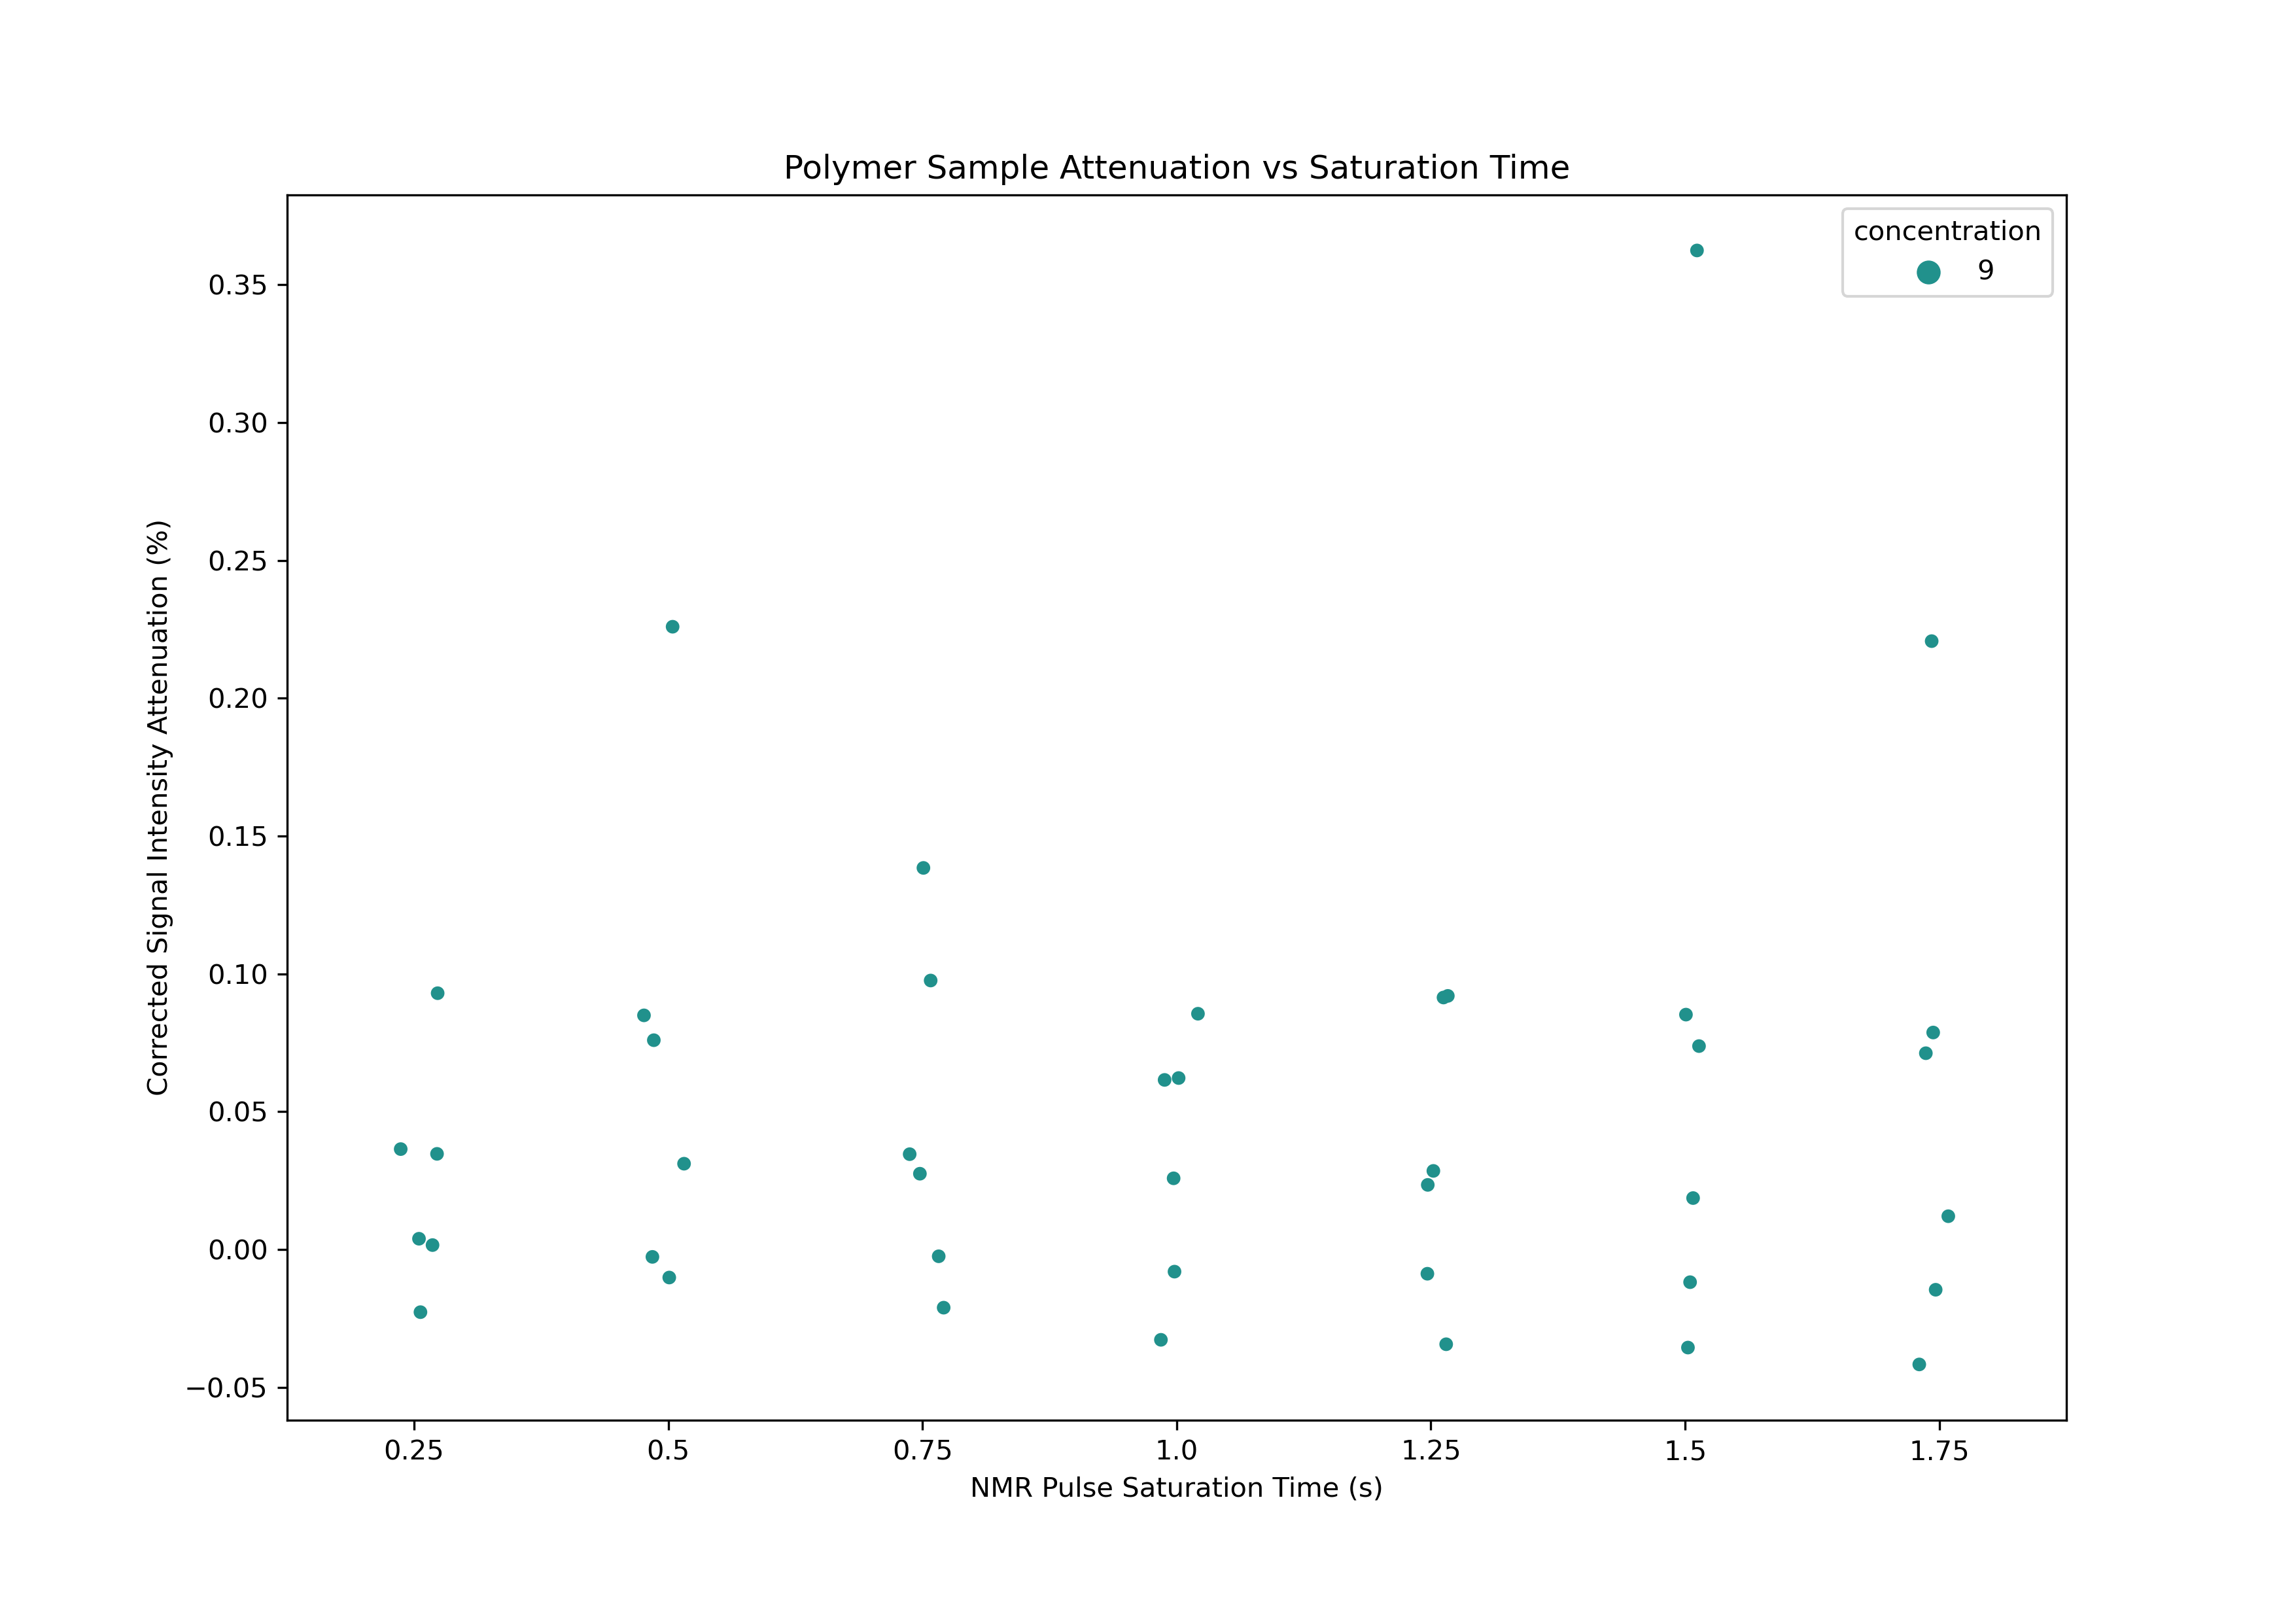 Polymer Sample Attenuation vs Saturation Time
concentration
9
0.35
0.30
0.25
0.20
0.15
0.10
0.05
0.00
−0.05
Corrected Signal Intensity Attenuation (%)
0.25 0.5 0.75 1.0 1.25 1.5 1.75
NMR Pulse Saturation Time (s)